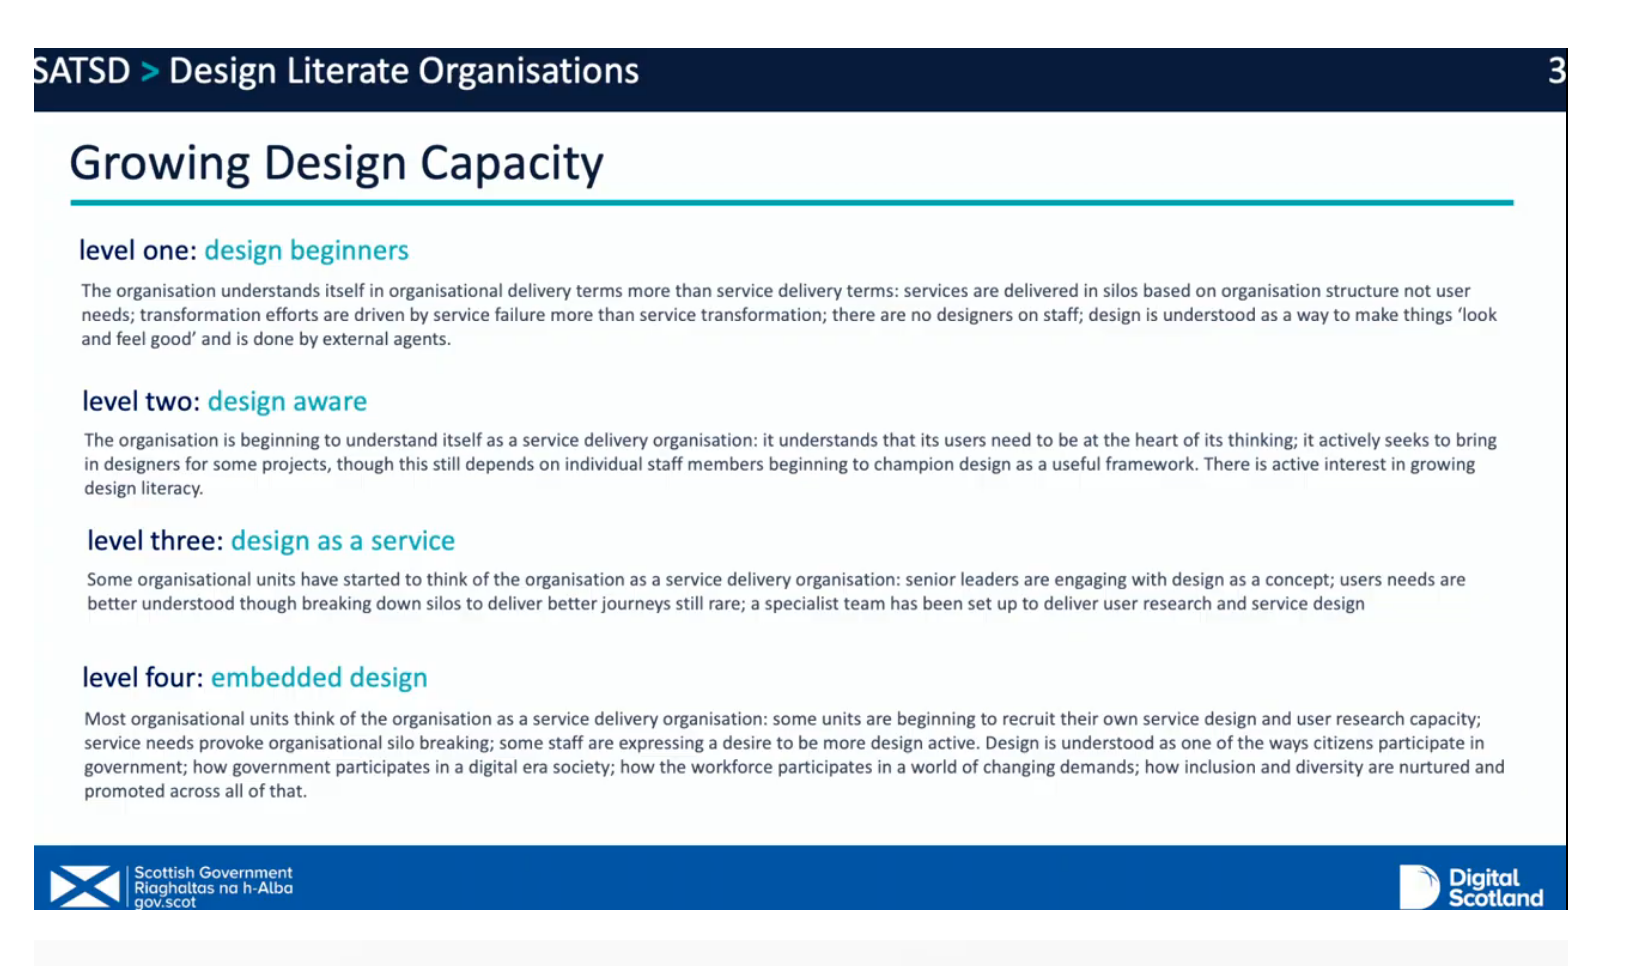 SATSD > Design Literate Organisations
3
Growing Design Capacity
level one: design beginners
The organisation understands itself in organisational delivery terms more than service delivery terms: services are delivered in silos based on organisation structure not user
needs; transformation efforts are driven by service failure more than service transformation; there are no designers on staff; design is understood as a way to make things ‘look
and feel good’ and is done by external agents.
level two: design aware
The organisation is beginning to understand itself as a service delivery organisation: it understands that its users need to be at the heart of its thinking; it actively seeks to bring
in designers for some projects, though this still depends on individual staff members beginning to champion design as a useful framework. There is active interest in growing
design literacy.
level three: design as a service
Some organisational units have started to think of the organisation as a service delivery organisation: senior leaders are engaging with design as a concept; users needs are
better understood though breaking down silos to deliver better journeys still rare; a specialist team has been set up to deliver user research and service design
level four: embedded design
Most organisational units think of the organisation as a service delivery organisation: some units are beginning to recruit their own service design and user research capacity;
service needs provoke organisational silo breaking; some staff are expressing a desire to be more design active. Design is understood as one of the ways citizens participate in
government; how government participates in a digital era society; how the workforce participates in a world of changing demands; how inclusion and diversity are nurtured and
promoted across all of that.
Scottish Government
Riaghaltas na h-Alba
gov.scot
Digital
Scotland